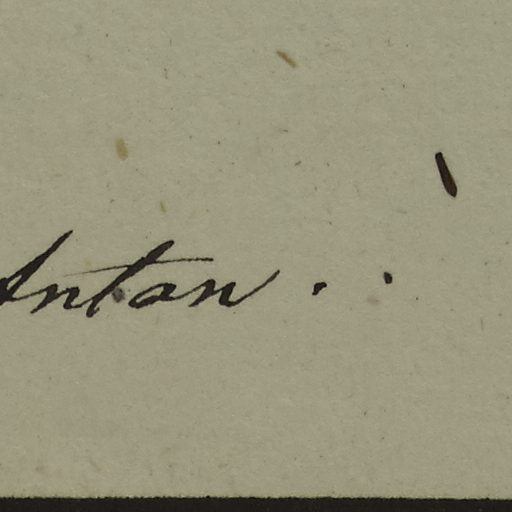 Antan . .